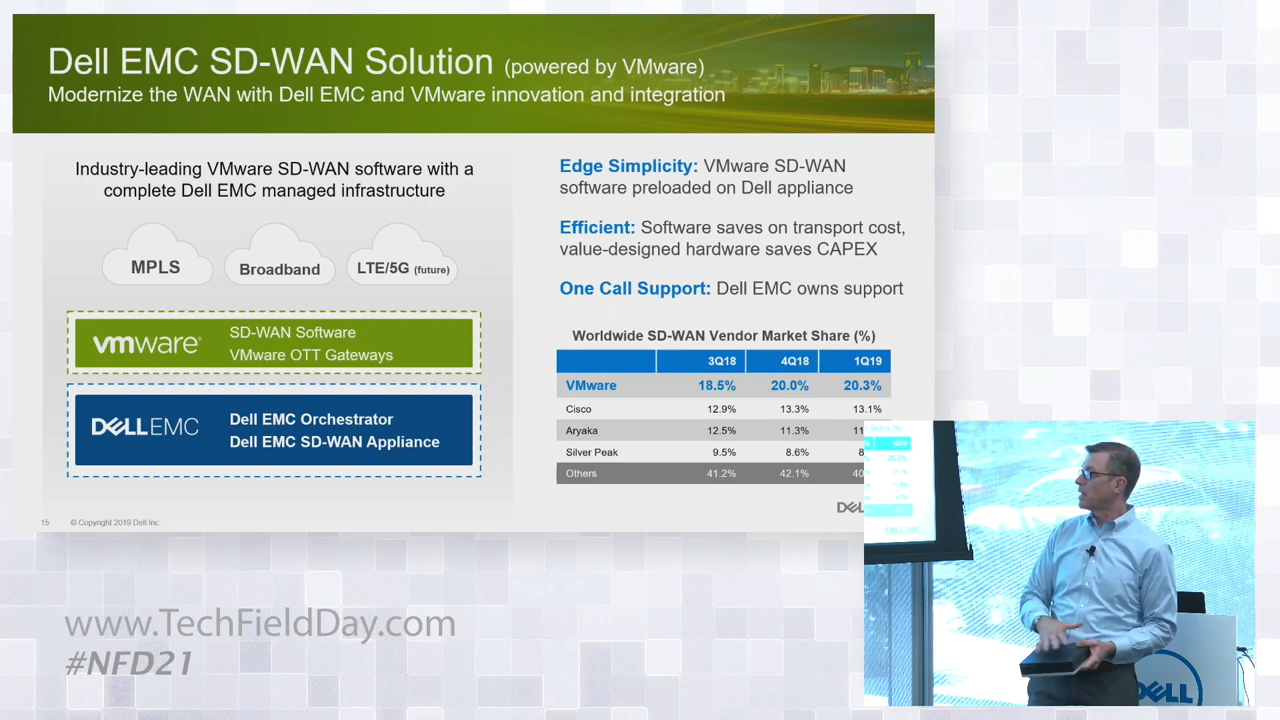 Dell EMC SD-WAN Solution (powered by VMware)
Modernize the WAN with Dell EMC and VMware innovation and integration
Industry-leading VMware SD-WAN software with a
complete Dell EMC managed infrastructure
MPLS
Broadband
LTE/5G (future)
vmware®
SD-WAN Software
VMware OTT Gateways
DELLEMC
Dell EMC Orchestrator
Dell EMC SD-WAN Appliance
15 © Copyright 2019 Dell Inc.
Edge Simplicity: VMware SD-WAN
software preloaded on Dell appliance
Efficient: Software saves on transport cost,
value-designed hardware saves CAPEX
One Call Support: Dell EMC owns support
Worldwide SD-WAN Vendor Market Share (%)
3Q18 4Q18 1Q19
VMware 18.5% 20.0% 20.3%
Cisco 12.9% 13.3% 13.1%
Aryaka 12.5% 11.3% 11
Silver Peak 9.5% 8.6% 8
Others 41.2% 42.1% 40
DELL
www.TechFieldDay.com
#NFD21
DELL